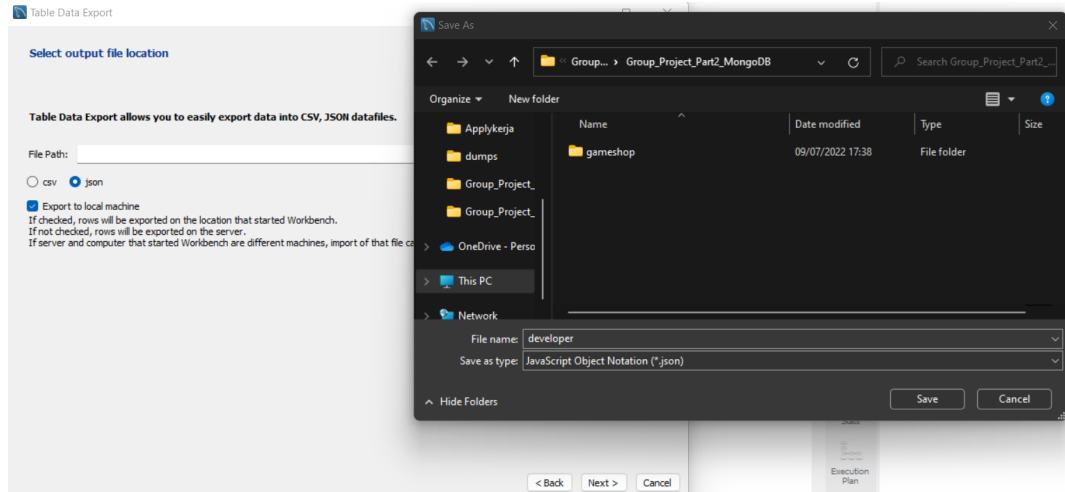 Table Data Export
Select output file location
Table Data Export allows you to easily export data into CSV, JSON datafiles.
File Path:
csv json
Export to local machine
If checked, rows will be exported on the location that started Workbench.
If not checked, rows will be exported on the server.
If server and computer that started Workbench are different machines, import of that file ca
< Back Next > Cancel
Save As
« Group... › Group_Project_Part2_MongoDB
Search Group_Project_Part2_...
Organize New folder
Applykerja
dumps
Group_Project_
Group_Project_
OneDrive - Perso
This PC
Network
Name Date modified Type Size
gameshop 09/07/2022 17:38 File folder
File name: developer
Save as type: JavaScript Object Notation (*.json)
Hide Folders
Save Cancel
Execution
Plan